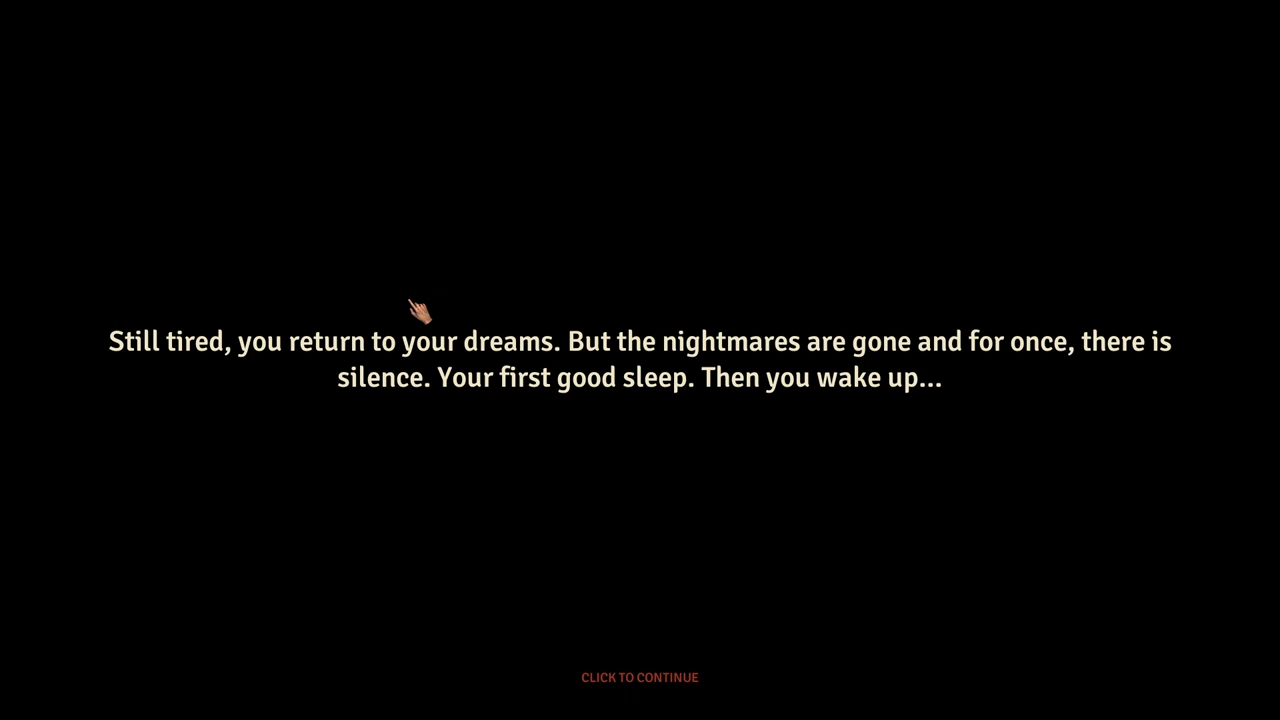 Still tired, you return to your dreams. But the nightmares are gone and for once, there is
silence. Your first good sleep. Then you wake up...
CLICK TO CONTINUE